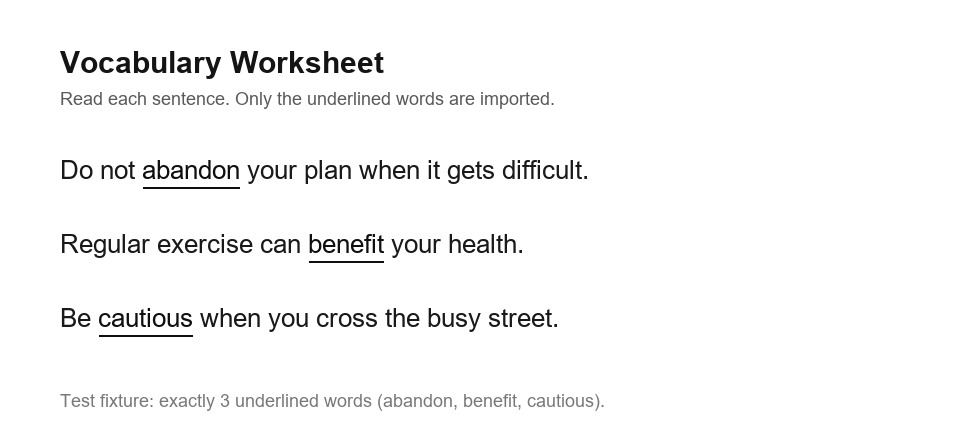 Vocabulary Worksheet
Read each sentence. Only the underlined words are imported.
Do not abandon your plan when it gets difficult.
Regular exercise can benefit your health.
Be cautious when you cross the busy street.
Test fixture: exactly 3 underlined words (abandon, benefit, cautious).